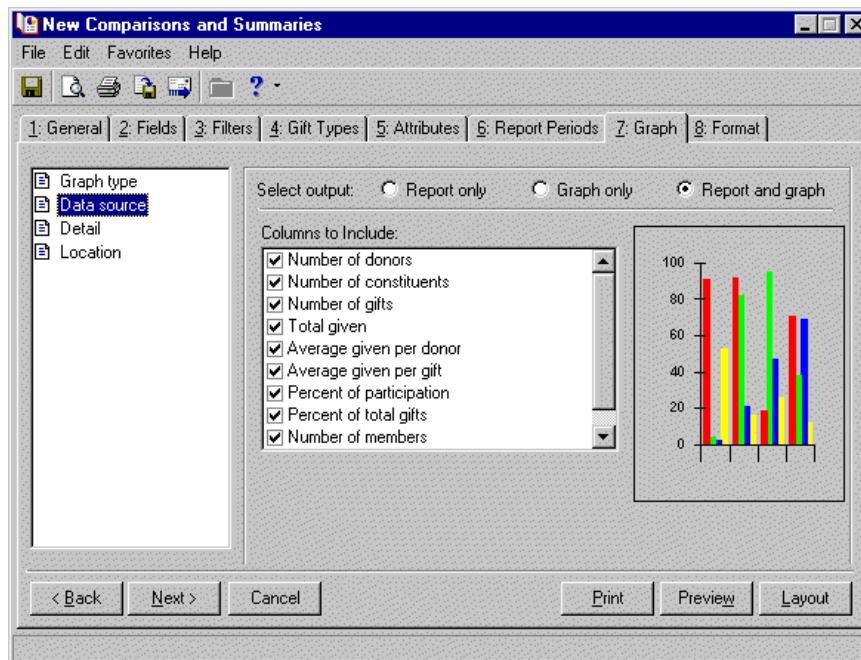 New Comparisons and Summaries
File Edit Favorites Help
1: General 2: Fields 3: Filters 4: Gift Types 5: Attributes 6: Report Periods 7: Graph 8: Format
Graph type
Data source
Detail
Location
Select output: Report only Graph only Report and graph
Columns to Include:
Number of donors
Number of constituents
Number of gifts
Total given
Average given per donor
Average given per gift
Percent of participation
Percent of total gifts
Number of members
100
80
60
40
20
0
< Back Next > Cancel Print Preview Layout